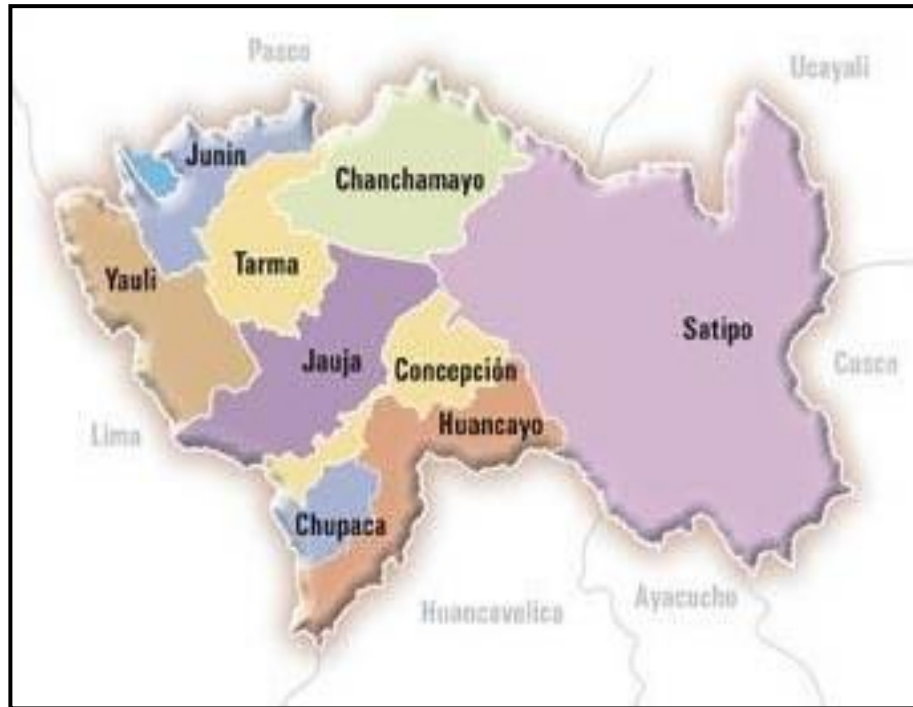 Pasco
Ucayali
Junin
Chanchamayo
Tarma
Yauli
Satipo
Jauja
Concepción
Cusco
Huancayo
Lima
Chupaca
Ayacucho
Huancavelica